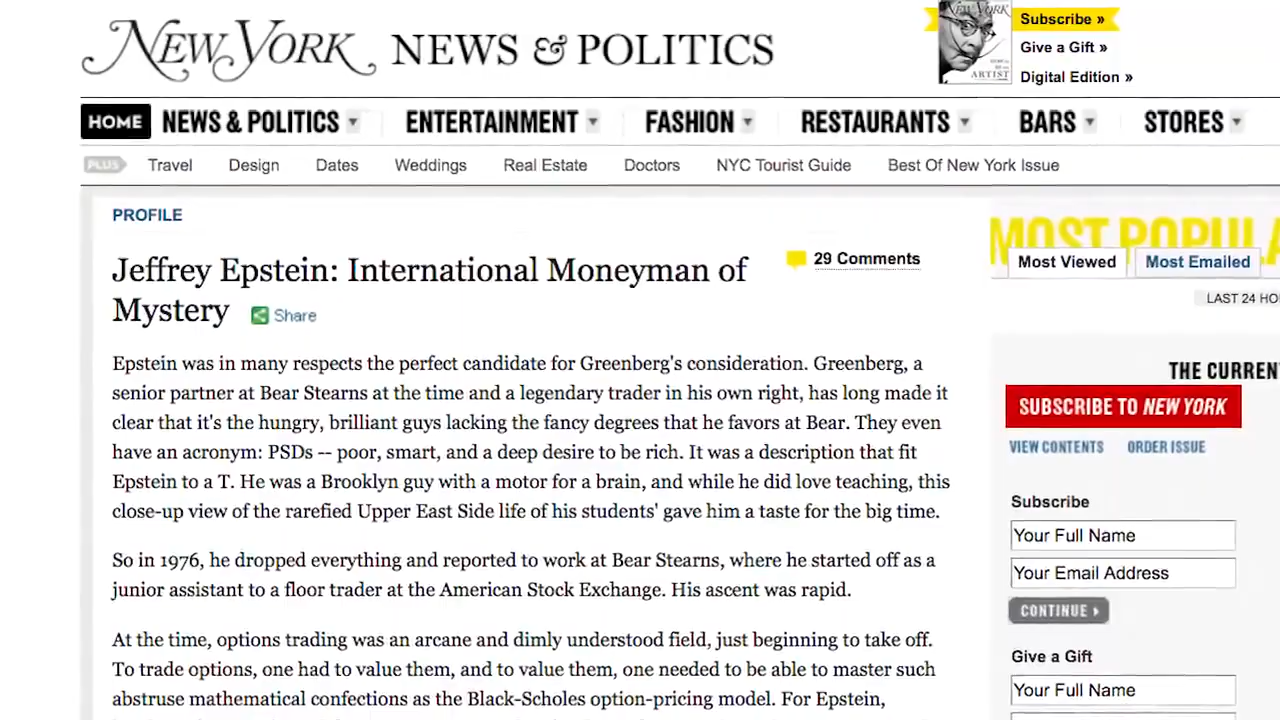 NEW YORK NEWS & POLITICS
NEW YORK
ARTIST
Subscribe »
Give a Gift »
Digital Edition »
HOME NEWS & POLITICS ENTERTAINMENT FASHION RESTAURANTS BARS STORES
PLUS Travel Design Dates Weddings Real Estate Doctors NYC Tourist Guide Best Of New York Issue
PROFILE
Jeffrey Epstein: International Moneyman of
Mystery Share
29 Comments
Epstein was in many respects the perfect candidate for Greenberg's consideration. Greenberg, a
senior partner at Bear Stearns at the time and a legendary trader in his own right, has long made it
clear that it's the hungry, brilliant guys lacking the fancy degrees that he favors at Bear. They even
have an acronym: PSDs -- poor, smart, and a deep desire to be rich. It was a description that fit
Epstein to a T. He was a Brooklyn guy with a motor for a brain, and while he did love teaching, this
close-up view of the rarefied Upper East Side life of his students' gave him a taste for the big time.
So in 1976, he dropped everything and reported to work at Bear Stearns, where he started off as a
junior assistant to a floor trader at the American Stock Exchange. His ascent was rapid.
At the time, options trading was an arcane and dimly understood field, just beginning to take off.
To trade options, one had to value them, and to value them, one needed to be able to master such
abstruse mathematical confections as the Black-Scholes option-pricing model. For Epstein,
MOST POPULA
Most Viewed Most Emailed
LAST 24 HO
THE CURREN
SUBSCRIBE TO NEW YORK
VIEW CONTENTS ORDER ISSUE
Subscribe
Your Full Name
Your Email Address
CONTINUE
Give a Gift
Your Full Name